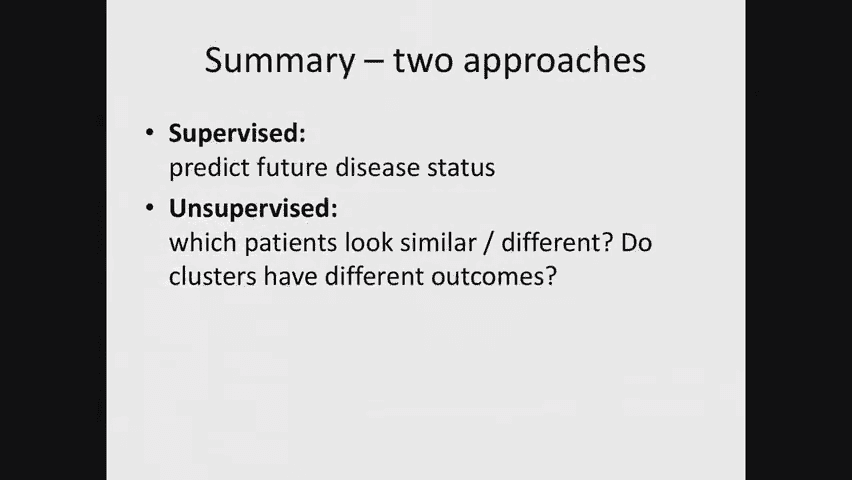 Summary – two approaches
• Supervised:
predict future disease status
• Unsupervised:
which patients look similar / different? Do
clusters have different outcomes?